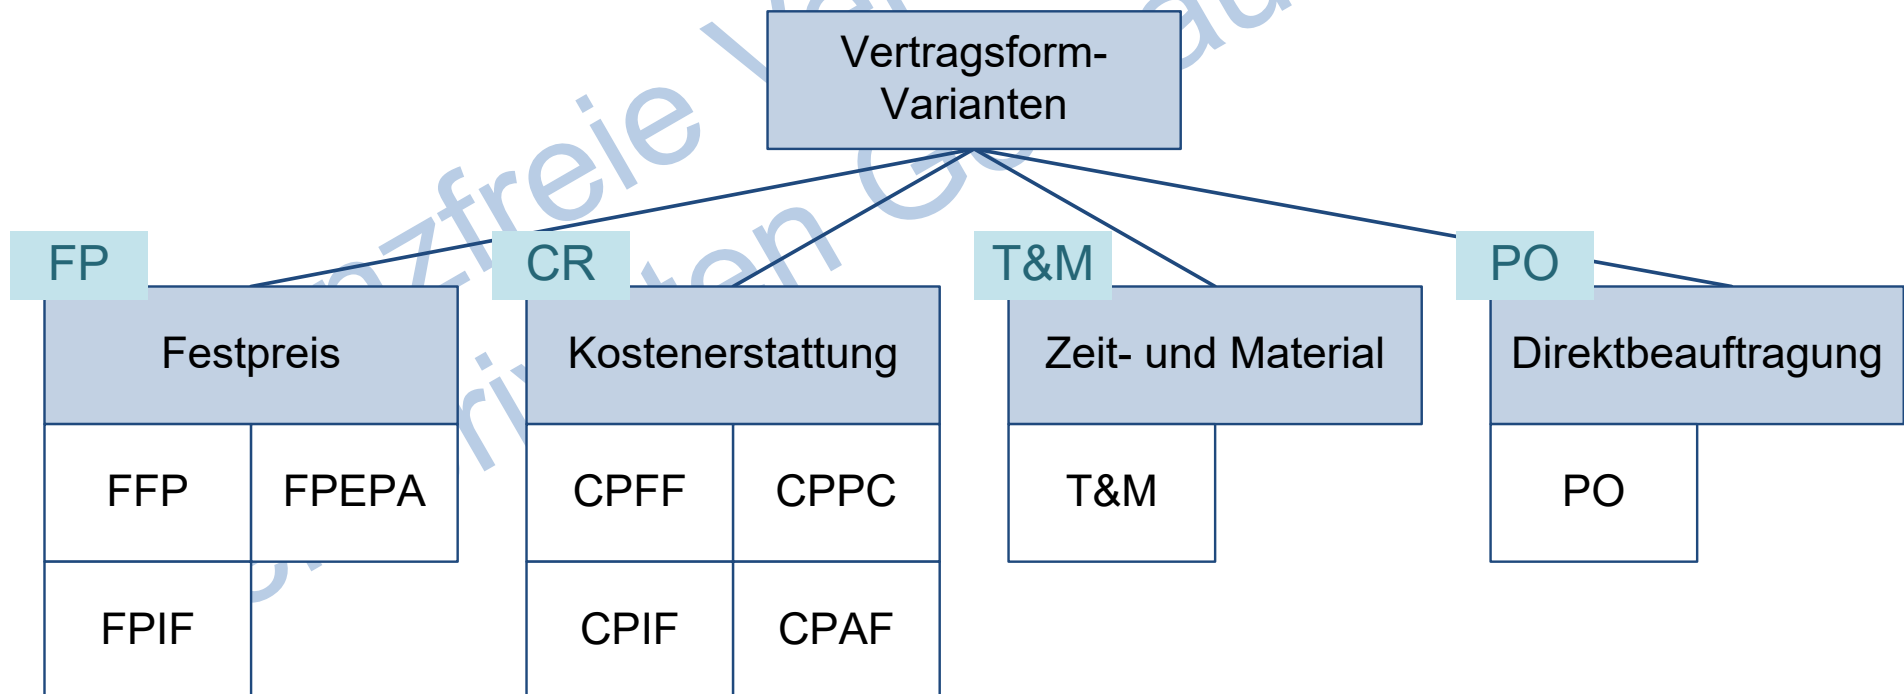 Vertragsform-
Varianten
FP
CR
T&M
PO
Festpreis
Kostenerstattung
Zeit- und Material
Direktbeauftragung
FFP
FPEPA
CPFF
CPPC
T&M
PO
FPIF
CPIF
CPAF